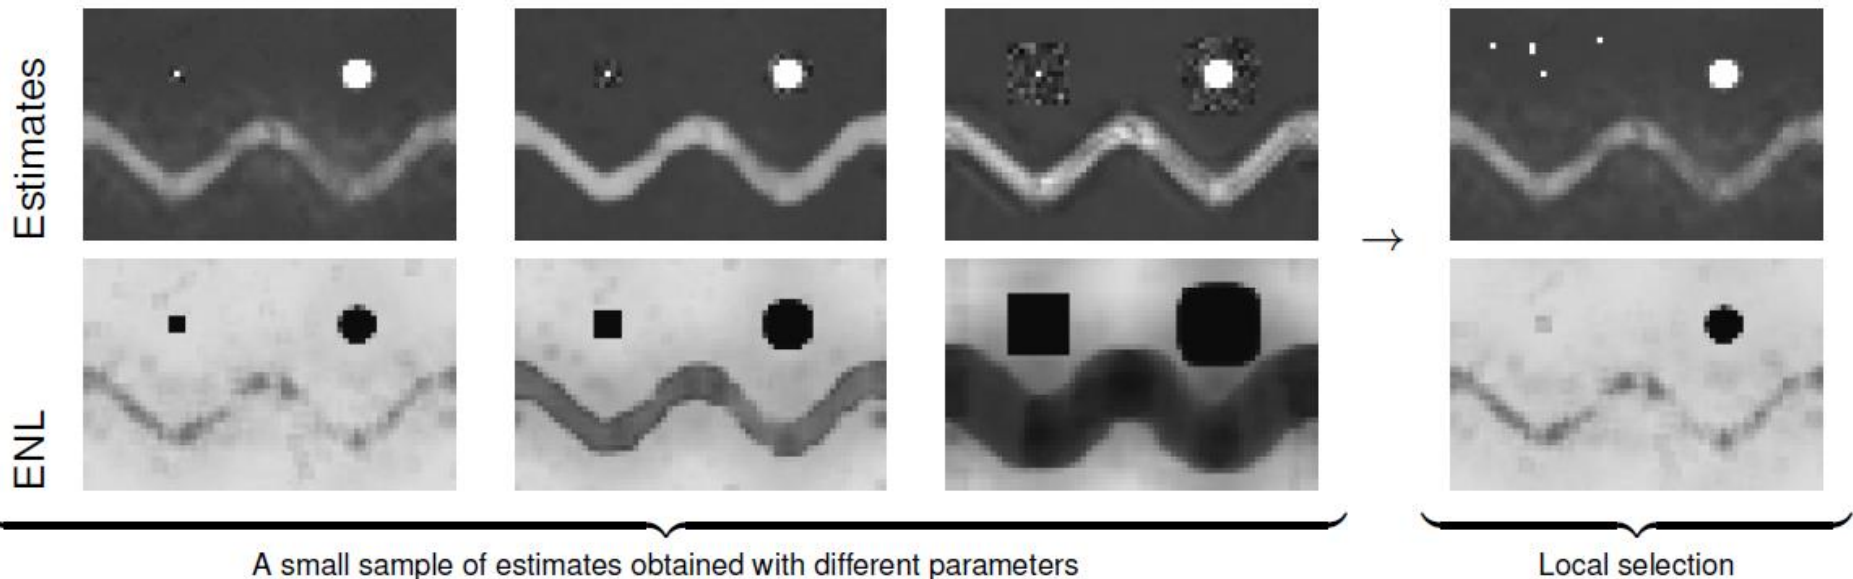 Estimates
ENL
→
A small sample of estimates obtained with different parameters
Local selection